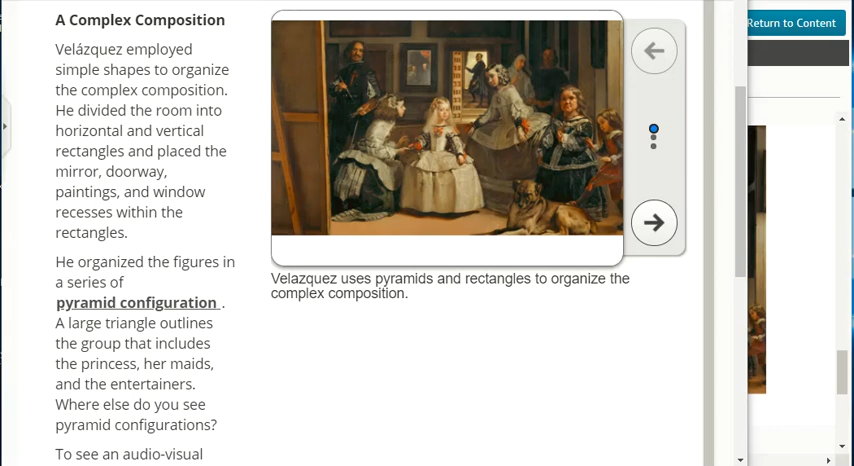 A Complex Composition
Velázquez employed
simple shapes to organize
the complex composition.
He divided the room into
horizontal and vertical
rectangles and placed the
mirror, doorway,
paintings, and window
recesses within the
rectangles.
He organized the figures in
a series of
pyramid configuration .
A large triangle outlines
the group that includes
the princess, her maids,
and the entertainers.
Where else do you see
pyramid configurations?
To see an audio-visual
Velazquez uses pyramids and rectangles to organize the
complex composition.
Return to Content